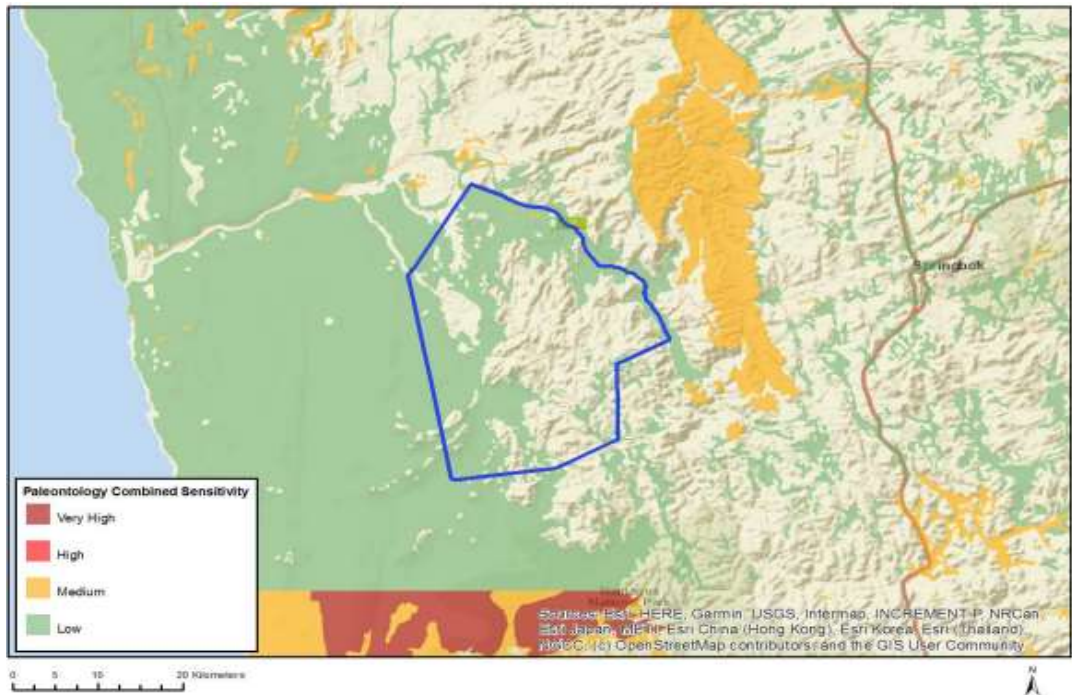 Springbok
Paleontology Combined Sensitivity
Very High
High
Medium
Low
National Park
Sources: Esri, HERE, Garmin, USGS, Intermap, INCREMENT P, NRCan,
Esri Japan, METI, Esri China (Hong Kong), Esri Korea, Esri (Thailand),
NGCC, (c) OpenStreetMap contributors, and the GIS User Community
0 5 10 20 Kilometers
N